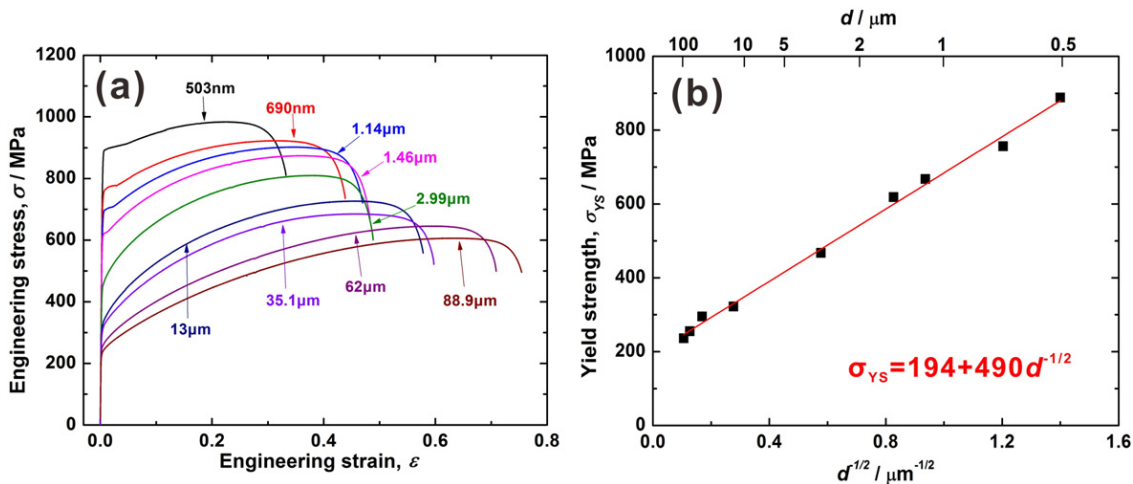 (a)
1200
1000
800
600
400
200
0
Engineering stress, σ / MPa
503nm
690nm
1.14μm
1.46μm
2.99μm
13μm
35.1μm
62μm
88.9μm
0.0 0.2 0.4 0.6 0.8
Engineering strain, ε
(b)
d / μm
100 10 5 2 1 0.5
1000
800
600
400
200
0
Yield strength, σYS / MPa
σYS=194+490d-1/2
0.0 0.4 0.8 1.2 1.6
d-1/2 / μm-1/2